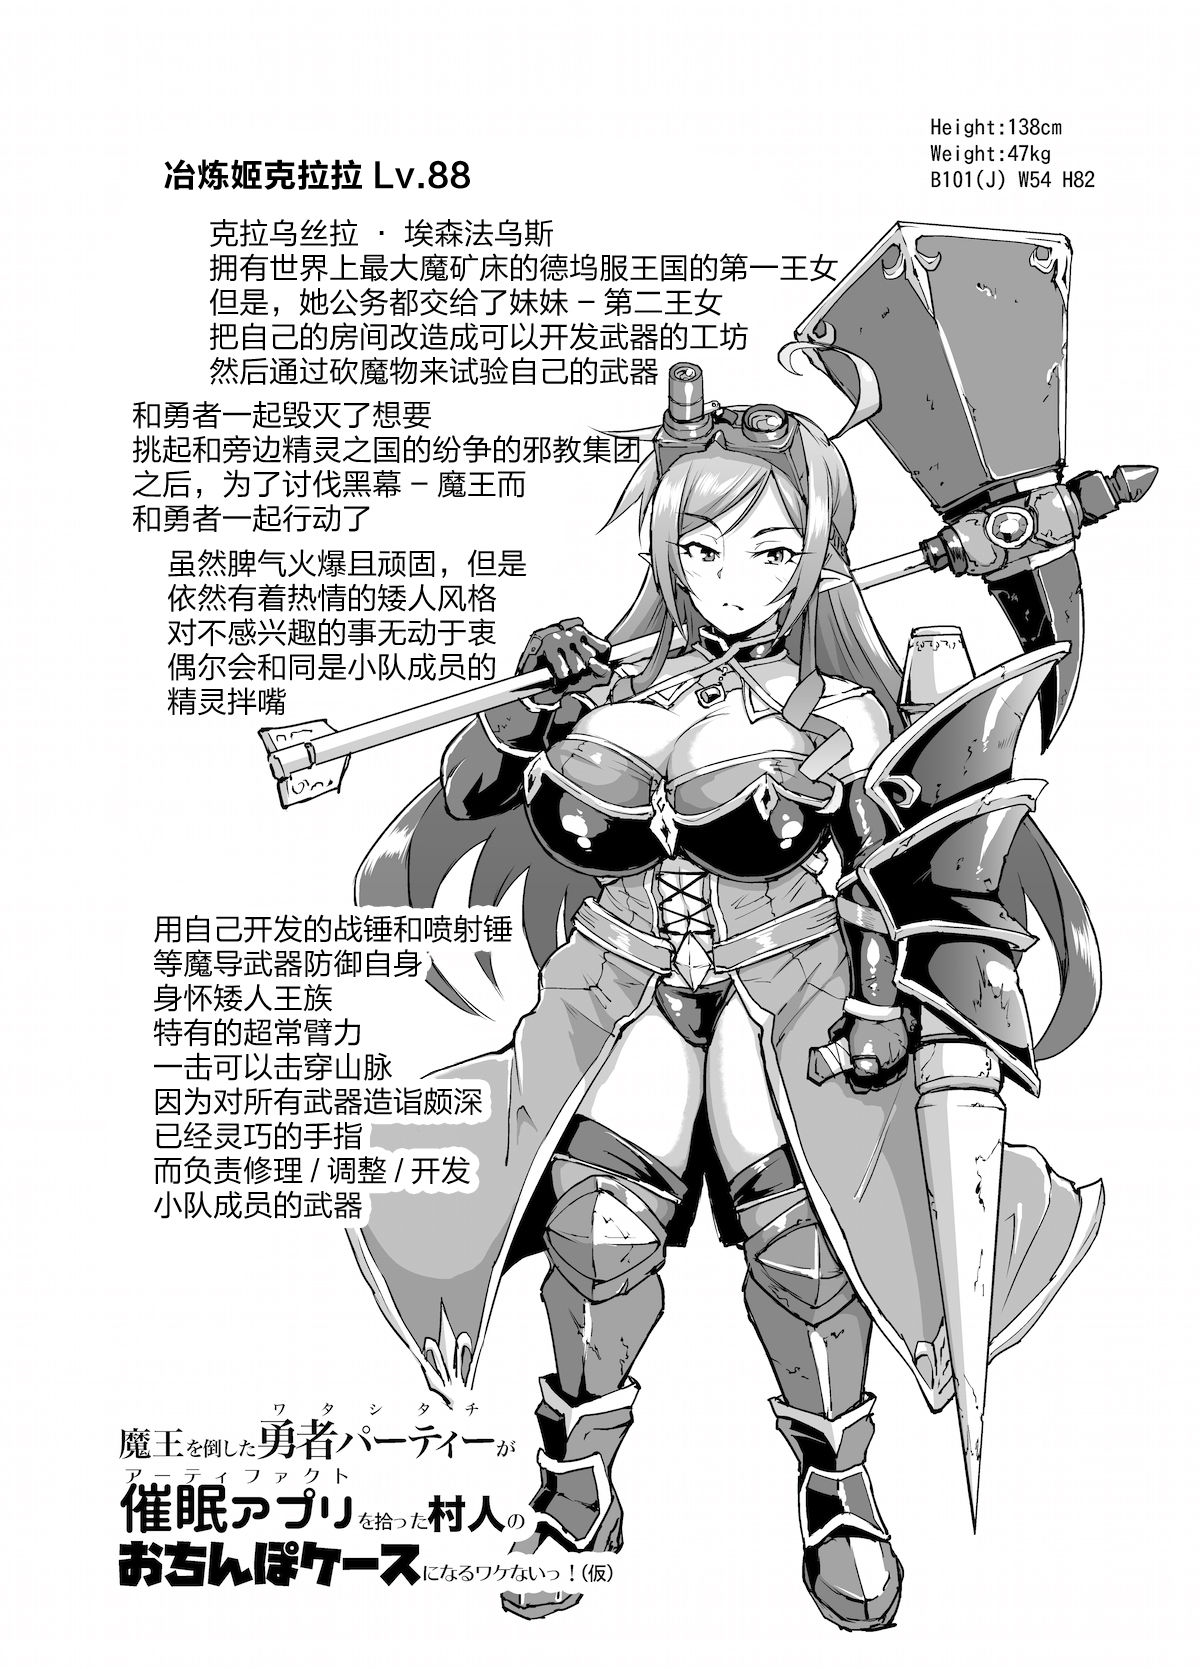 Height:138cm
Weight:47kg
B101(J) W54 H82
冶炼姬克拉拉 Lv.88
克拉乌丝拉 · 埃森法乌斯
拥有世界上最大魔矿床的德坞服王国的第一王女
但是，她公务都交给了妹妹 – 第二王女
把自己的房间改造成可以开发武器的工坊
然后通过砍魔物来试验自己的武器
和勇者一起毁灭了想要
挑起和旁边精灵之国的纷争的邪教集团
之后，为了讨伐黑幕 – 魔王而
和勇者一起行动了
虽然脾气火爆且顽固，但是
依然有着热情的矮人风格
对不感兴趣的事无动于衷
偶尔会和同是小队成员的
精灵拌嘴
用自己开发的战锤和喷射锤
等魔导武器防御自身
身怀矮人王族
特有的超常臂力
一击可以击穿山脉
因为对所有武器造诣颇深
已经灵巧的手指
而负责修理 / 调整 / 开发
小队成员的武器
ワタシタチ
魔王を倒した勇者パーティーが
アーティファクト
催眠アプリを拾った村人の
おちんぽケースになるワケないっ！(仮)